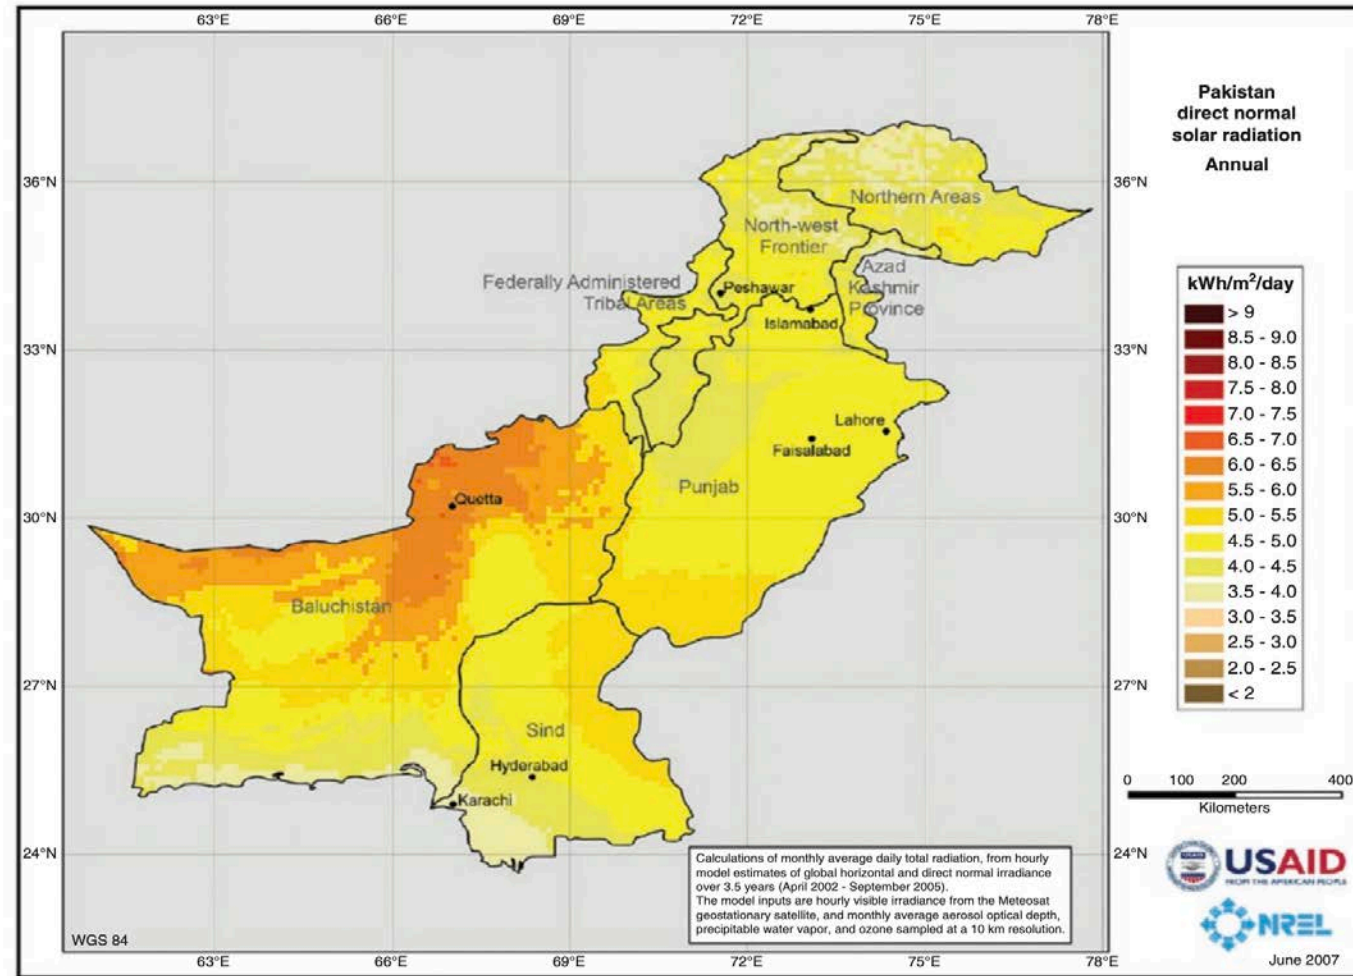 63°E 66°E 69°E 72°E 75°E 78°E
Pakistan
direct normal
solar radiation
Annual
36°N 36°N
Northern Areas
North-west
Frontier
Azad
Kashmir
Province
Federally Administered
Tribal Areas
Peshawar
Islamabad
33°N 33°N
Lahore
Faisalabad
Punjab
Quetta
30°N 30°N
Baluchistan
27°N 27°N
Sind
Hyderabad
Karachi
24°N 24°N
kWh/m²/day
> 9
8.5 - 9.0
8.0 - 8.5
7.5 - 8.0
7.0 - 7.5
6.5 - 7.0
6.0 - 6.5
5.5 - 6.0
5.0 - 5.5
4.5 - 5.0
4.0 - 4.5
3.5 - 4.0
3.0 - 3.5
2.5 - 3.0
2.0 - 2.5
< 2
0 100 200 400
Kilometers
Calculations of monthly average daily total radiation, from hourly
model estimates of global horizontal and direct normal irradiance
over 3.5 years (April 2002 - September 2005).
The model inputs are hourly visible irradiance from the Meteosat
geostationary satellite, and monthly average aerosol optical depth,
precipitable water vapor, and ozone sampled at a 10 km resolution.
USAID
FROM THE AMERICAN PEOPLE
NREL
WGS 84
63°E 66°E 69°E 72°E 75°E
June 2007